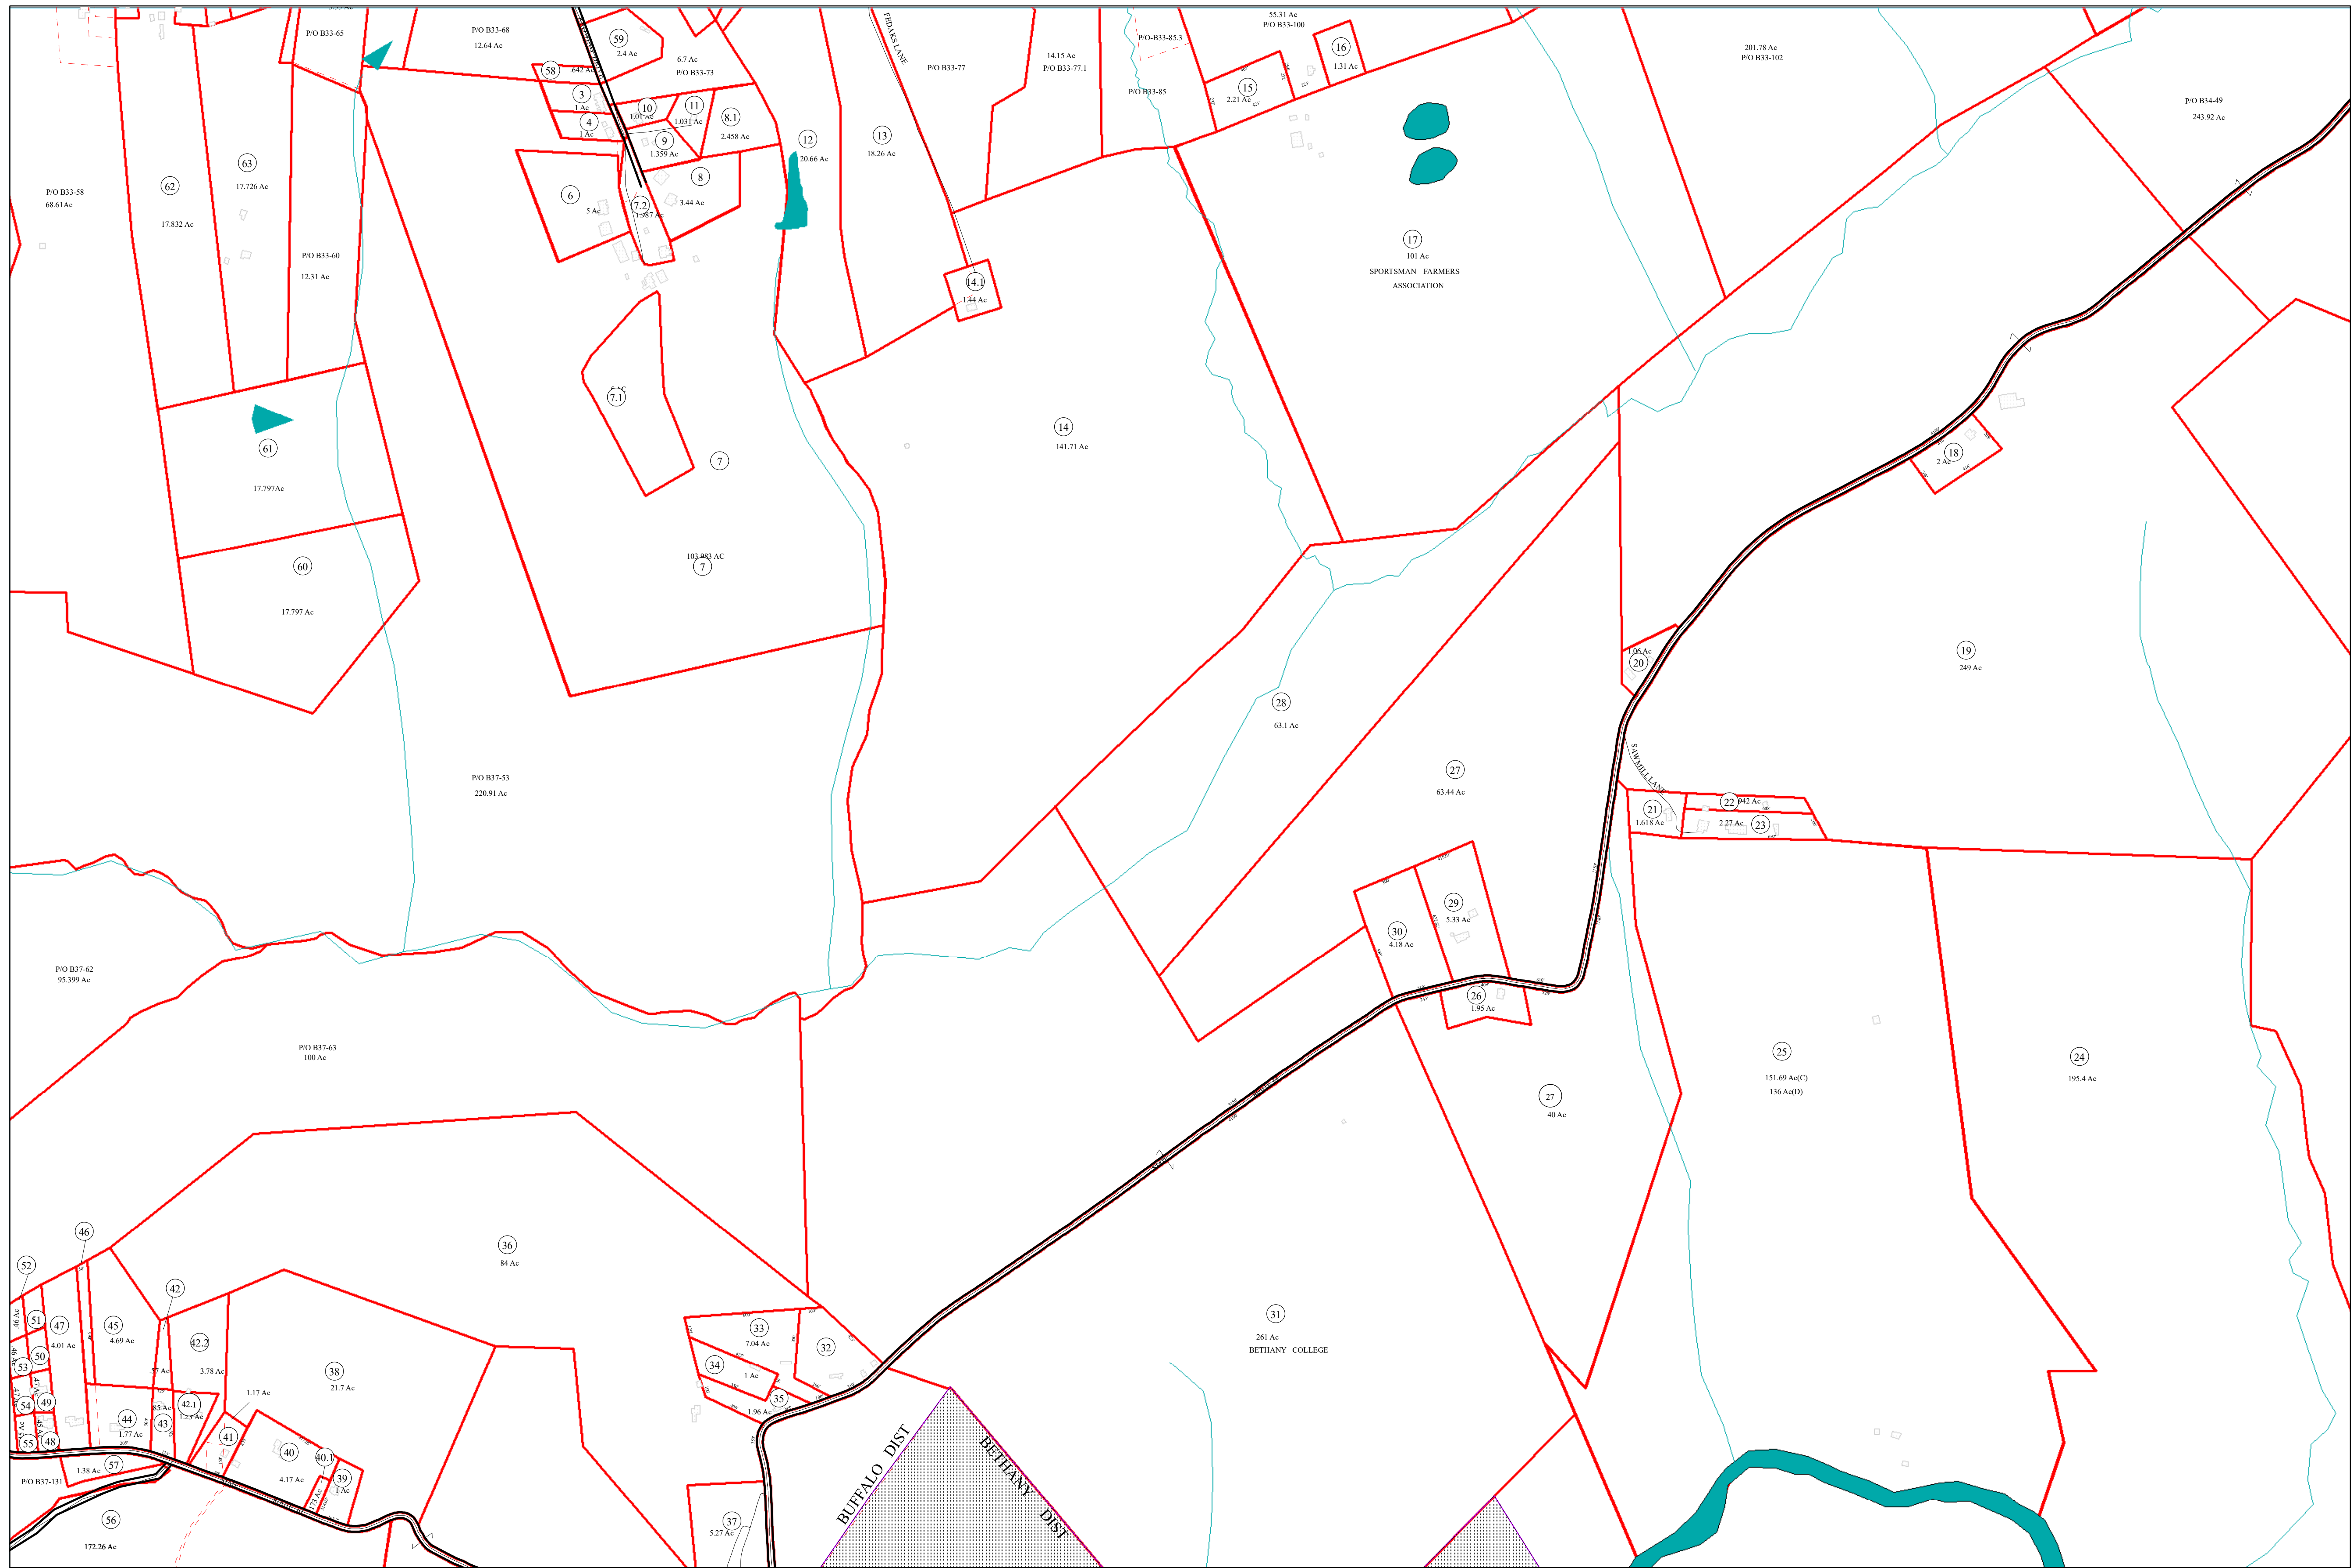 P/O B33-65
P/O B33-68
12.64 Ac
59
2.4 Ac
58
.642 Ac
6.7 Ac
P/O B33-73
FEDAKS LANE
P/O B33-77
14.15 Ac
P/O B33-77.1
P/O-B33-85.3
P/O B33-85
55.31 Ac
P/O B33-100
16
1.31 Ac
15
2.21 Ac
201.78 Ac
P/O B33-102
P/O B34-49
243.92 Ac
3
1 Ac
4
1 Ac
10
1.01 Ac
11
1.031 Ac
8.1
2.458 Ac
9
1.359 Ac
12
20.66 Ac
13
18.26 Ac
P/O B33-58
68.61Ac
62
17.832 Ac
63
17.726 Ac
P/O B33-60
12.31 Ac
6
5 Ac
7.2
1.987 Ac
8
3.44 Ac
14.1
1.44 Ac
17
101 Ac
SPORTSMAN FARMERS
ASSOCIATION
7.1
7
61
17.797Ac
14
141.71 Ac
18
2 Ac
103.983 AC
7
60
17.797 Ac
1.06 Ac
20
19
249 Ac
28
63.1 Ac
SAWMILL LANE
P/O B37-53
220.91 Ac
27
63.44 Ac
21
1.618 Ac
22
942 Ac
2.27 Ac
23
29
5.33 Ac
30
4.18 Ac
26
1.95 Ac
P/O B37-62
95.399 Ac
P/O B37-63
100 Ac
25
151.69 Ac(C)
136 Ac(D)
24
195.4 Ac
27
40 Ac
36
84 Ac
46
52
42
.46 Ac
51
47
4.01 Ac
45
4.69 Ac
42.2
3.78 Ac
33
7.04 Ac
32
31
261 Ac
BETHANY COLLEGE
53
50
.57 Ac
38
21.7 Ac
34
1 Ac
35
1.96 Ac
1.17 Ac
54
49
.47 Ac
.85 Ac
42.1
1.25 Ac
44
1.77 Ac
43
41
55
48
.45 Ac
40
4.17 Ac
40.1
39
1 Ac
57
1.38 Ac
P/O B37-131
56
172.26 Ac
37
5.27 Ac
BUFFALO DIST
BETHANY DIST